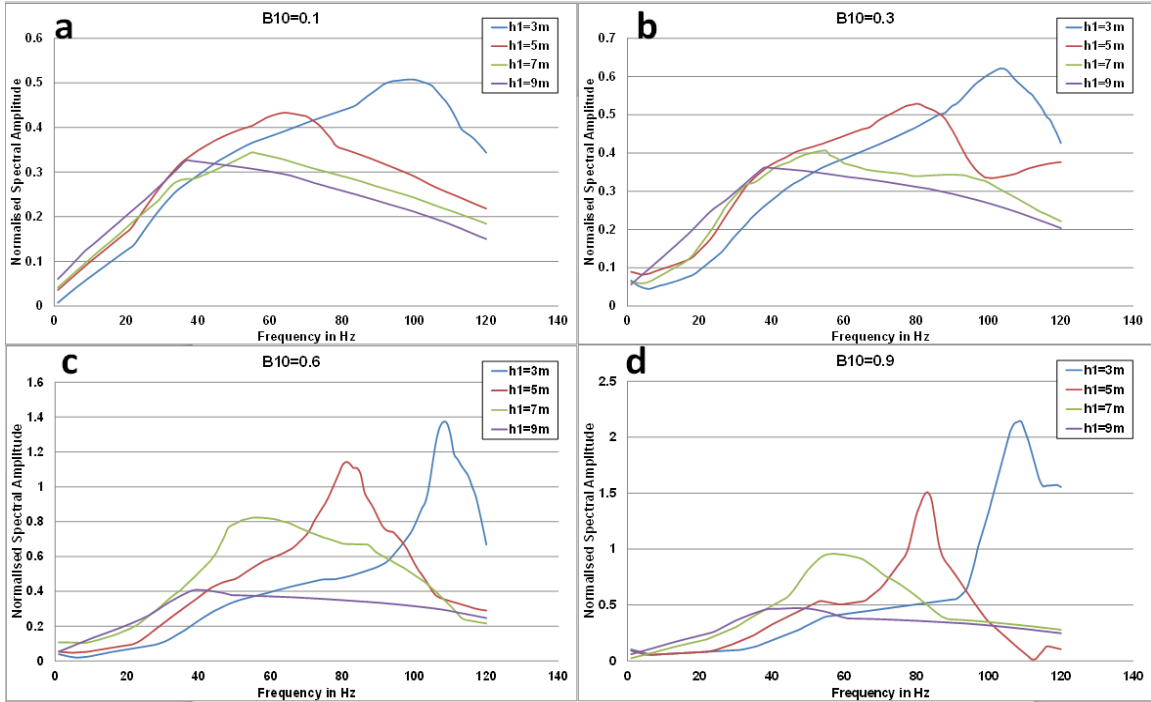 a
B10=0.1
h1=3m
h1=5m
h1=7m
h1=9m
Normalised Spectral Amplitude
0.6
0.5
0.4
0.3
0.2
0.1
0
0 20 40 60 80 100 120 140
Frequency in Hz
b
B10=0.3
h1=3m
h1=5m
h1=7m
h1=9m
Normalised Spectral Amplitude
0.7
0.6
0.5
0.4
0.3
0.2
0.1
0
0 20 40 60 80 100 120 140
Frequency in Hz
c
B10=0.6
h1=3m
h1=5m
h1=7m
h1=9m
Normalised Spectral Amplitude
1.6
1.4
1.2
1
0.8
0.6
0.4
0.2
0
0 20 40 60 80 100 120 140
Frequency in Hz
d
B10=0.9
h1=3m
h1=5m
h1=7m
h1=9m
Normalised Spectral Amplitude
2.5
2
1.5
1
0.5
0
0 20 40 60 80 100 120 140
Frequency in Hz